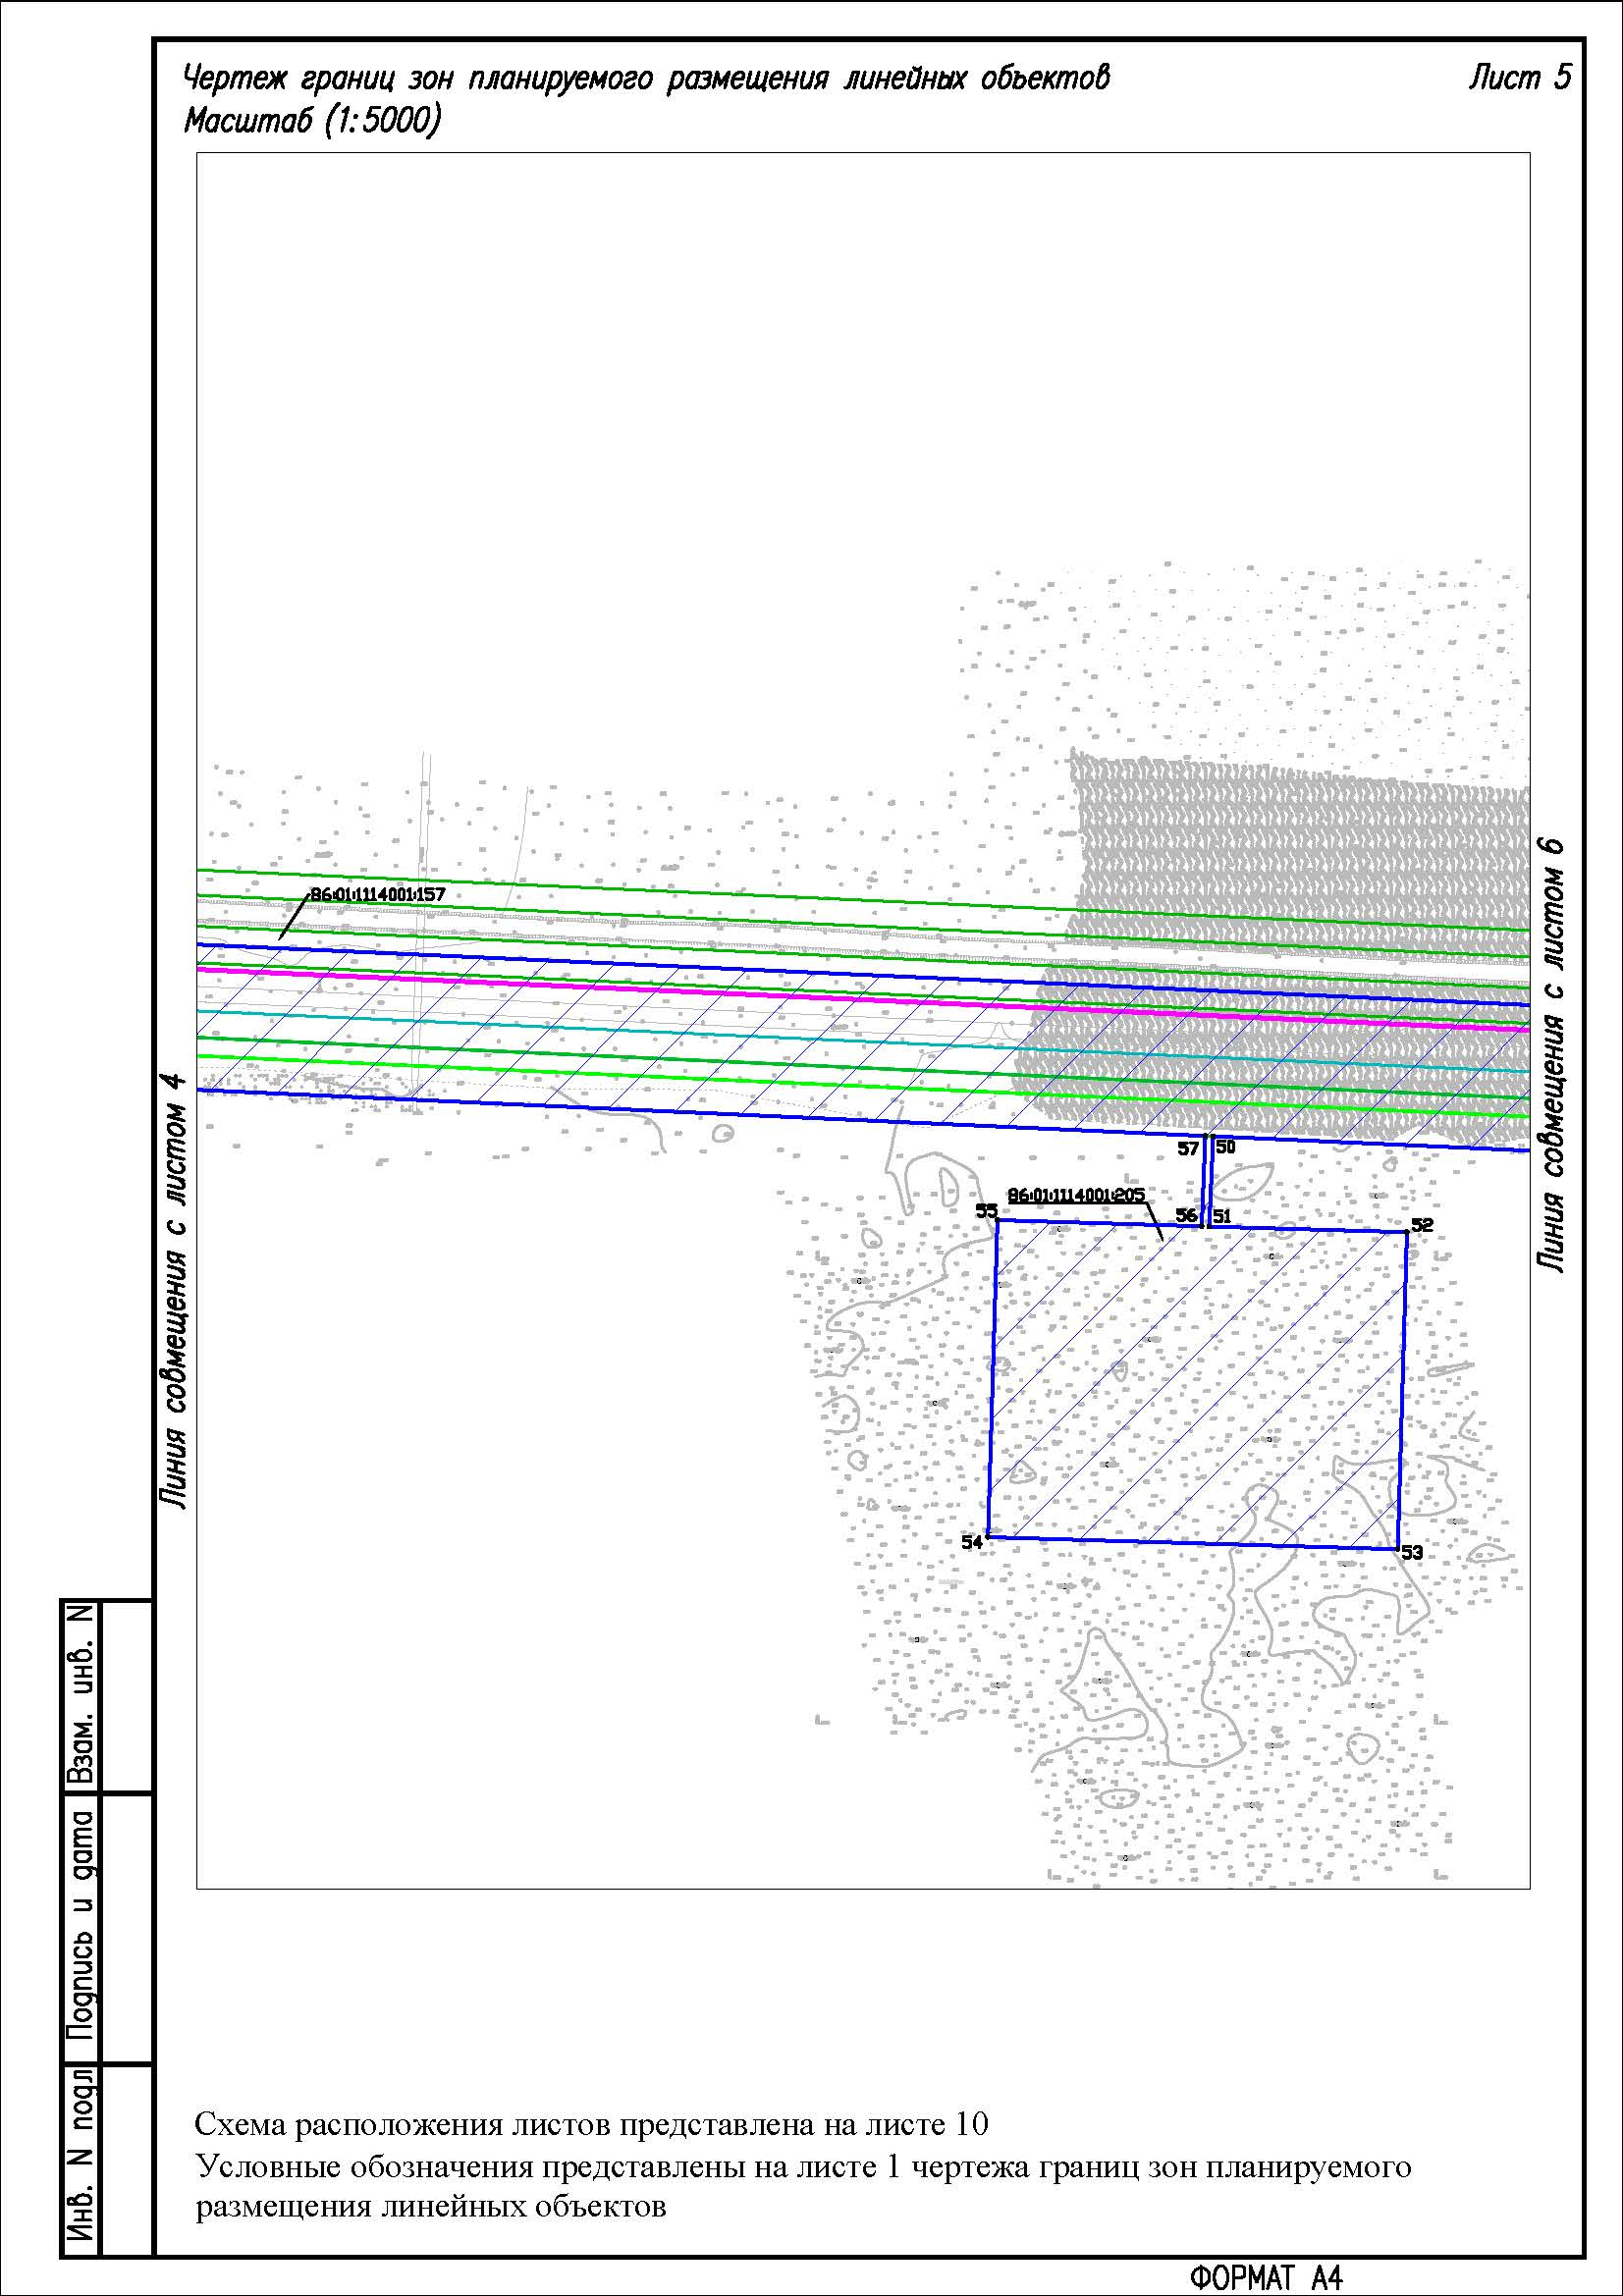 Чертеж границ зон планируемого размещения линейных объектов
Лист 5
Масштаб (1:5000)
86:01:1114001:157
Линия совмещения с листом 4
Линия совмещения с листом 6
57
50
86:01:1114001:205
55
56
51
52
54
53
Взам. инв. N
Подпись и дата
Инв. N подл
Схема расположения листов представлена на листе 10
Условные обозначения представлены на листе 1 чертежа границ зон планируемого
размещения линейных объектов
ФОРМАТ А4